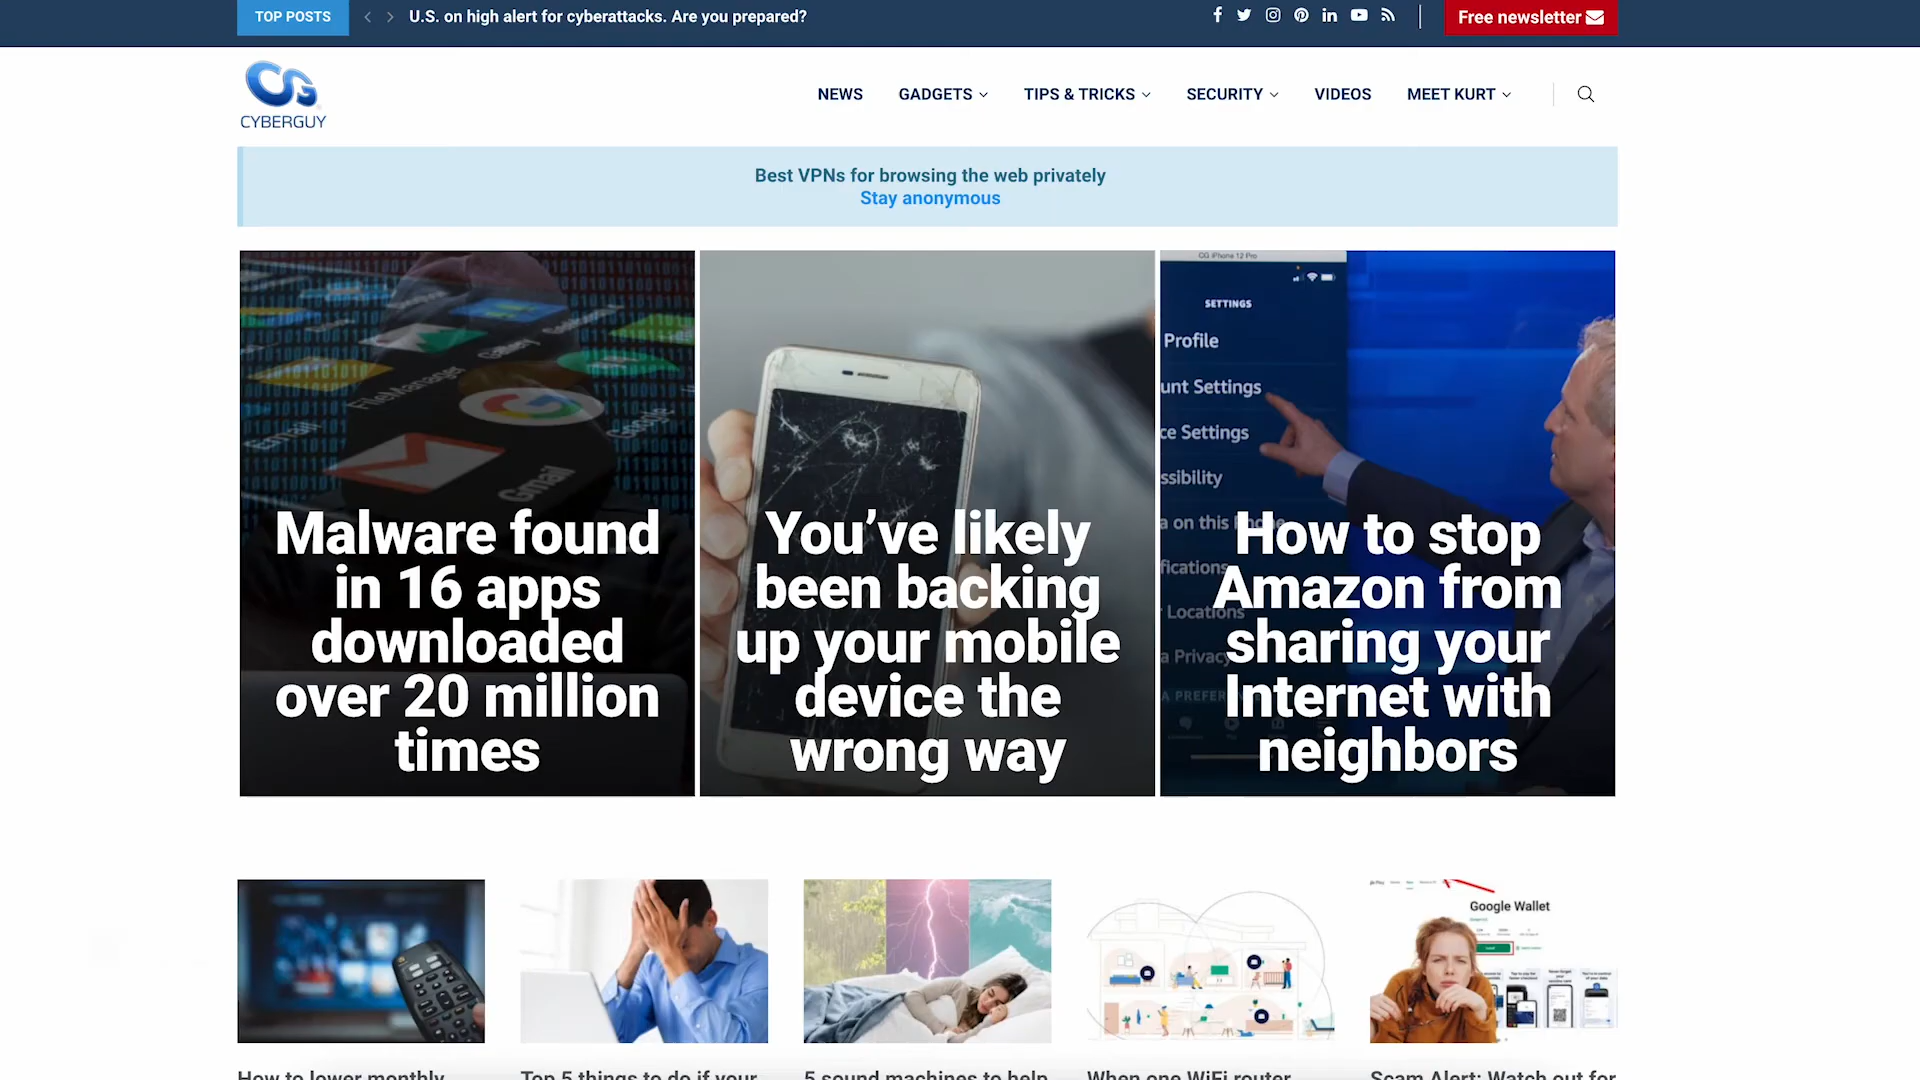 TOP POSTS
U.S. on high alert for cyberattacks. Are you prepared?
Free newsletter
CYBERGUY
NEWS
GADGETS
TIPS & TRICKS
SECURITY
VIDEOS
MEET KURT
Best VPNs for browsing the web privately
Stay anonymous
FileManager
Email
Gmail
Google
Malware found
in 16 apps
downloaded
over 20 million
times
You’ve likely
been backing
up your mobile
device the
wrong way
CG iPhone 12 Pro
SETTINGS
Profile
unt Settings
ce Settings
ssibility
a on this Phone
fications
r Locations
a Privacy
A PREFER
How to stop
Amazon from
sharing your
Internet with
neighbors
Google Wallet
How to lower monthly
Top 5 things to do if your
5 sound machines to help
When one WiFi router
Scam Alert: Watch out for